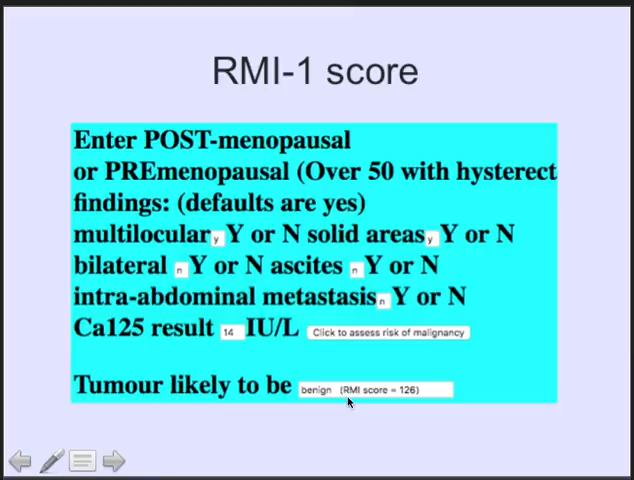 RMI-1 score
Enter POST-menopausal
or PREmenopausal (Over 50 with hysterect
findings: (defaults are yes)
multilocular y Y or N solid areas y Y or N
bilateral n Y or N ascites n Y or N
intra-abdominal metastasis n Y or N
Ca125 result 14 IU/L Click to assess risk of malignancy
Tumour likely to be benign (RMI score = 126)